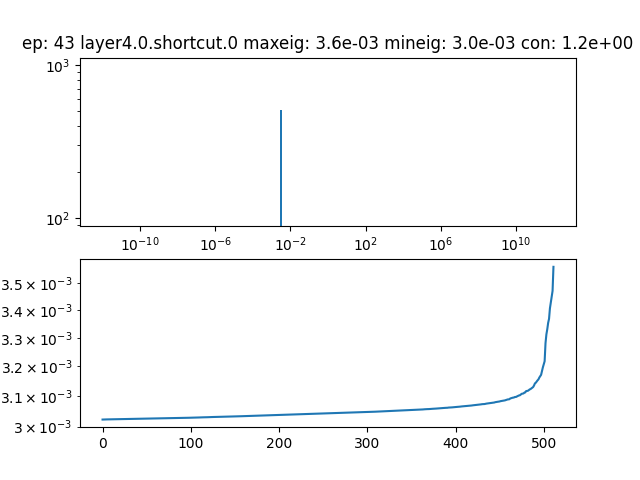 ep: 43 layer4.0.shortcut.0 maxeig: 3.6e-03 mineig: 3.0e-03 con: 1.2e+00
10³
10²
10⁻¹⁰ 10⁻⁶ 10⁻² 10² 10⁶ 10¹⁰
3.5 × 10⁻³
3.4 × 10⁻³
3.3 × 10⁻³
3.2 × 10⁻³
3.1 × 10⁻³
3 × 10⁻³
0 100 200 300 400 500